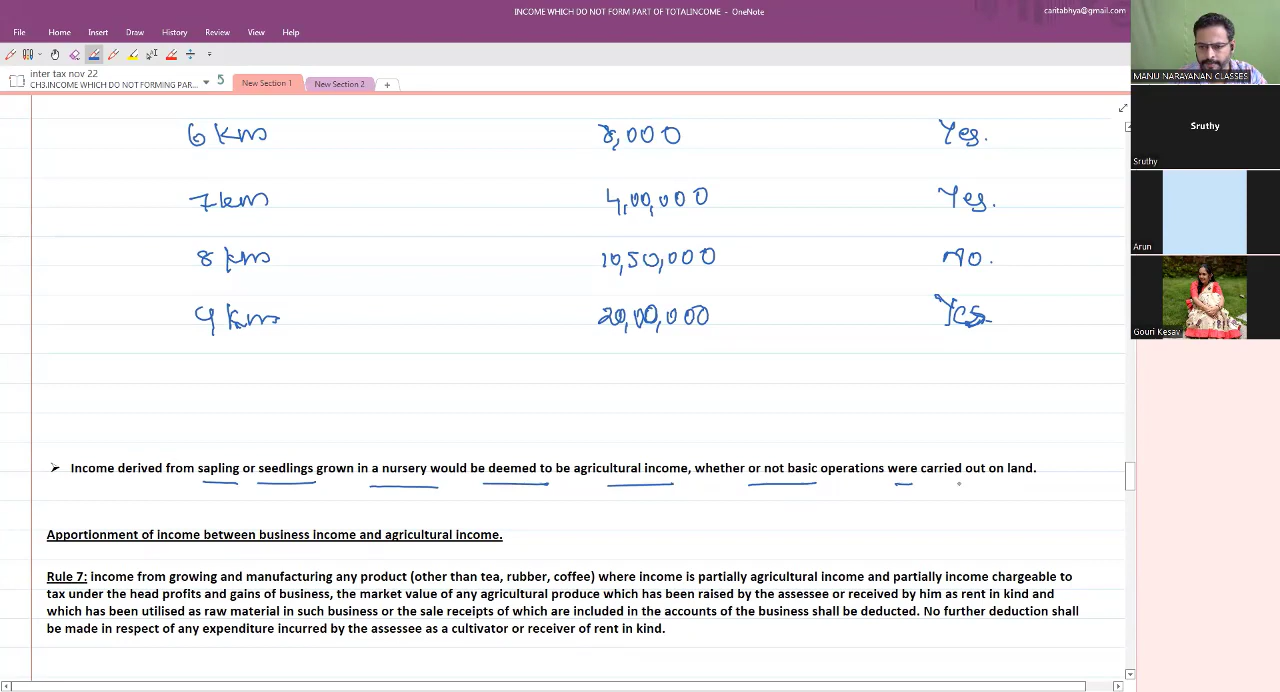 INCOME WHICH DO NOT FORM PART OF TOTALINCOME - OneNote
caritabhya@gmail.com
File Home Insert Draw History Review View Help
inter tax nov 22
CH3.INCOME WHICH DO NOT FORMING PAR...
New Section 1 New Section 2 +
MANU NARAYANAN CLASSES
Sruthy
Sruthy
Arun
Gouri Kesav
6 km 8,000 Yes.
7 km 4,00,000 Yes.
8 km 10,50,000 No.
9 km 20,00,000 Yes
➤ Income derived from sapling or seedlings grown in a nursery would be deemed to be agricultural income, whether or not basic operations were carried out on land.
Apportionment of income between business income and agricultural income.
Rule 7: income from growing and manufacturing any product (other than tea, rubber, coffee) where income is partially agricultural income and partially income chargeable to
tax under the head profits and gains of business, the market value of any agricultural produce which has been raised by the assessee or received by him as rent in kind and
which has been utilised as raw material in such business or the sale receipts of which are included in the accounts of the business shall be deducted. No further deduction shall
be made in respect of any expenditure incurred by the assessee as a cultivator or receiver of rent in kind.